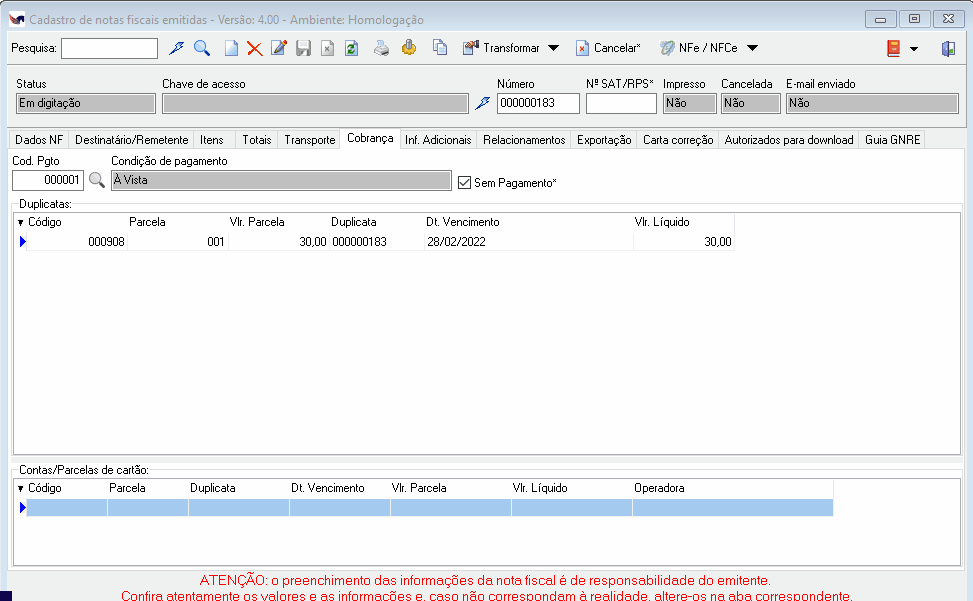 Cadastro de notas fiscais emitidas - Versão: 4.00 - Ambiente: Homologação
Pesquisa: Transformar Cancelar* NFe / NFCe
Status Chave de acesso Número Nº SAT/RPS* Impresso Cancelada E-mail enviado
Em digitação 000000183 Não Não Não
Dados NF Destinatário/Remetente Itens Totais Transporte Cobrança Inf. Adicionais Relacionamentos Exportação Carta correção Autorizados para download Guia GNRE
Cod. Pgto Condição de pagamento
000001 À Vista Sem Pagamento*
Duplicatas:
Código Parcela Vlr. Parcela Duplicata Dt. Vencimento Vlr. Líquido
000908 001 30,00 000000183 28/02/2022 30,00
Contas/Parcelas de cartão:
Código Parcela Duplicata Dt. Vencimento Vlr. Parcela Vlr. Líquido Operadora
ATENÇÃO: o preenchimento das informações da nota fiscal é de responsabilidade do emitente.
Confira atentamente os valores e as informações e, caso não correspondam à realidade, altere-os na aba correspondente.